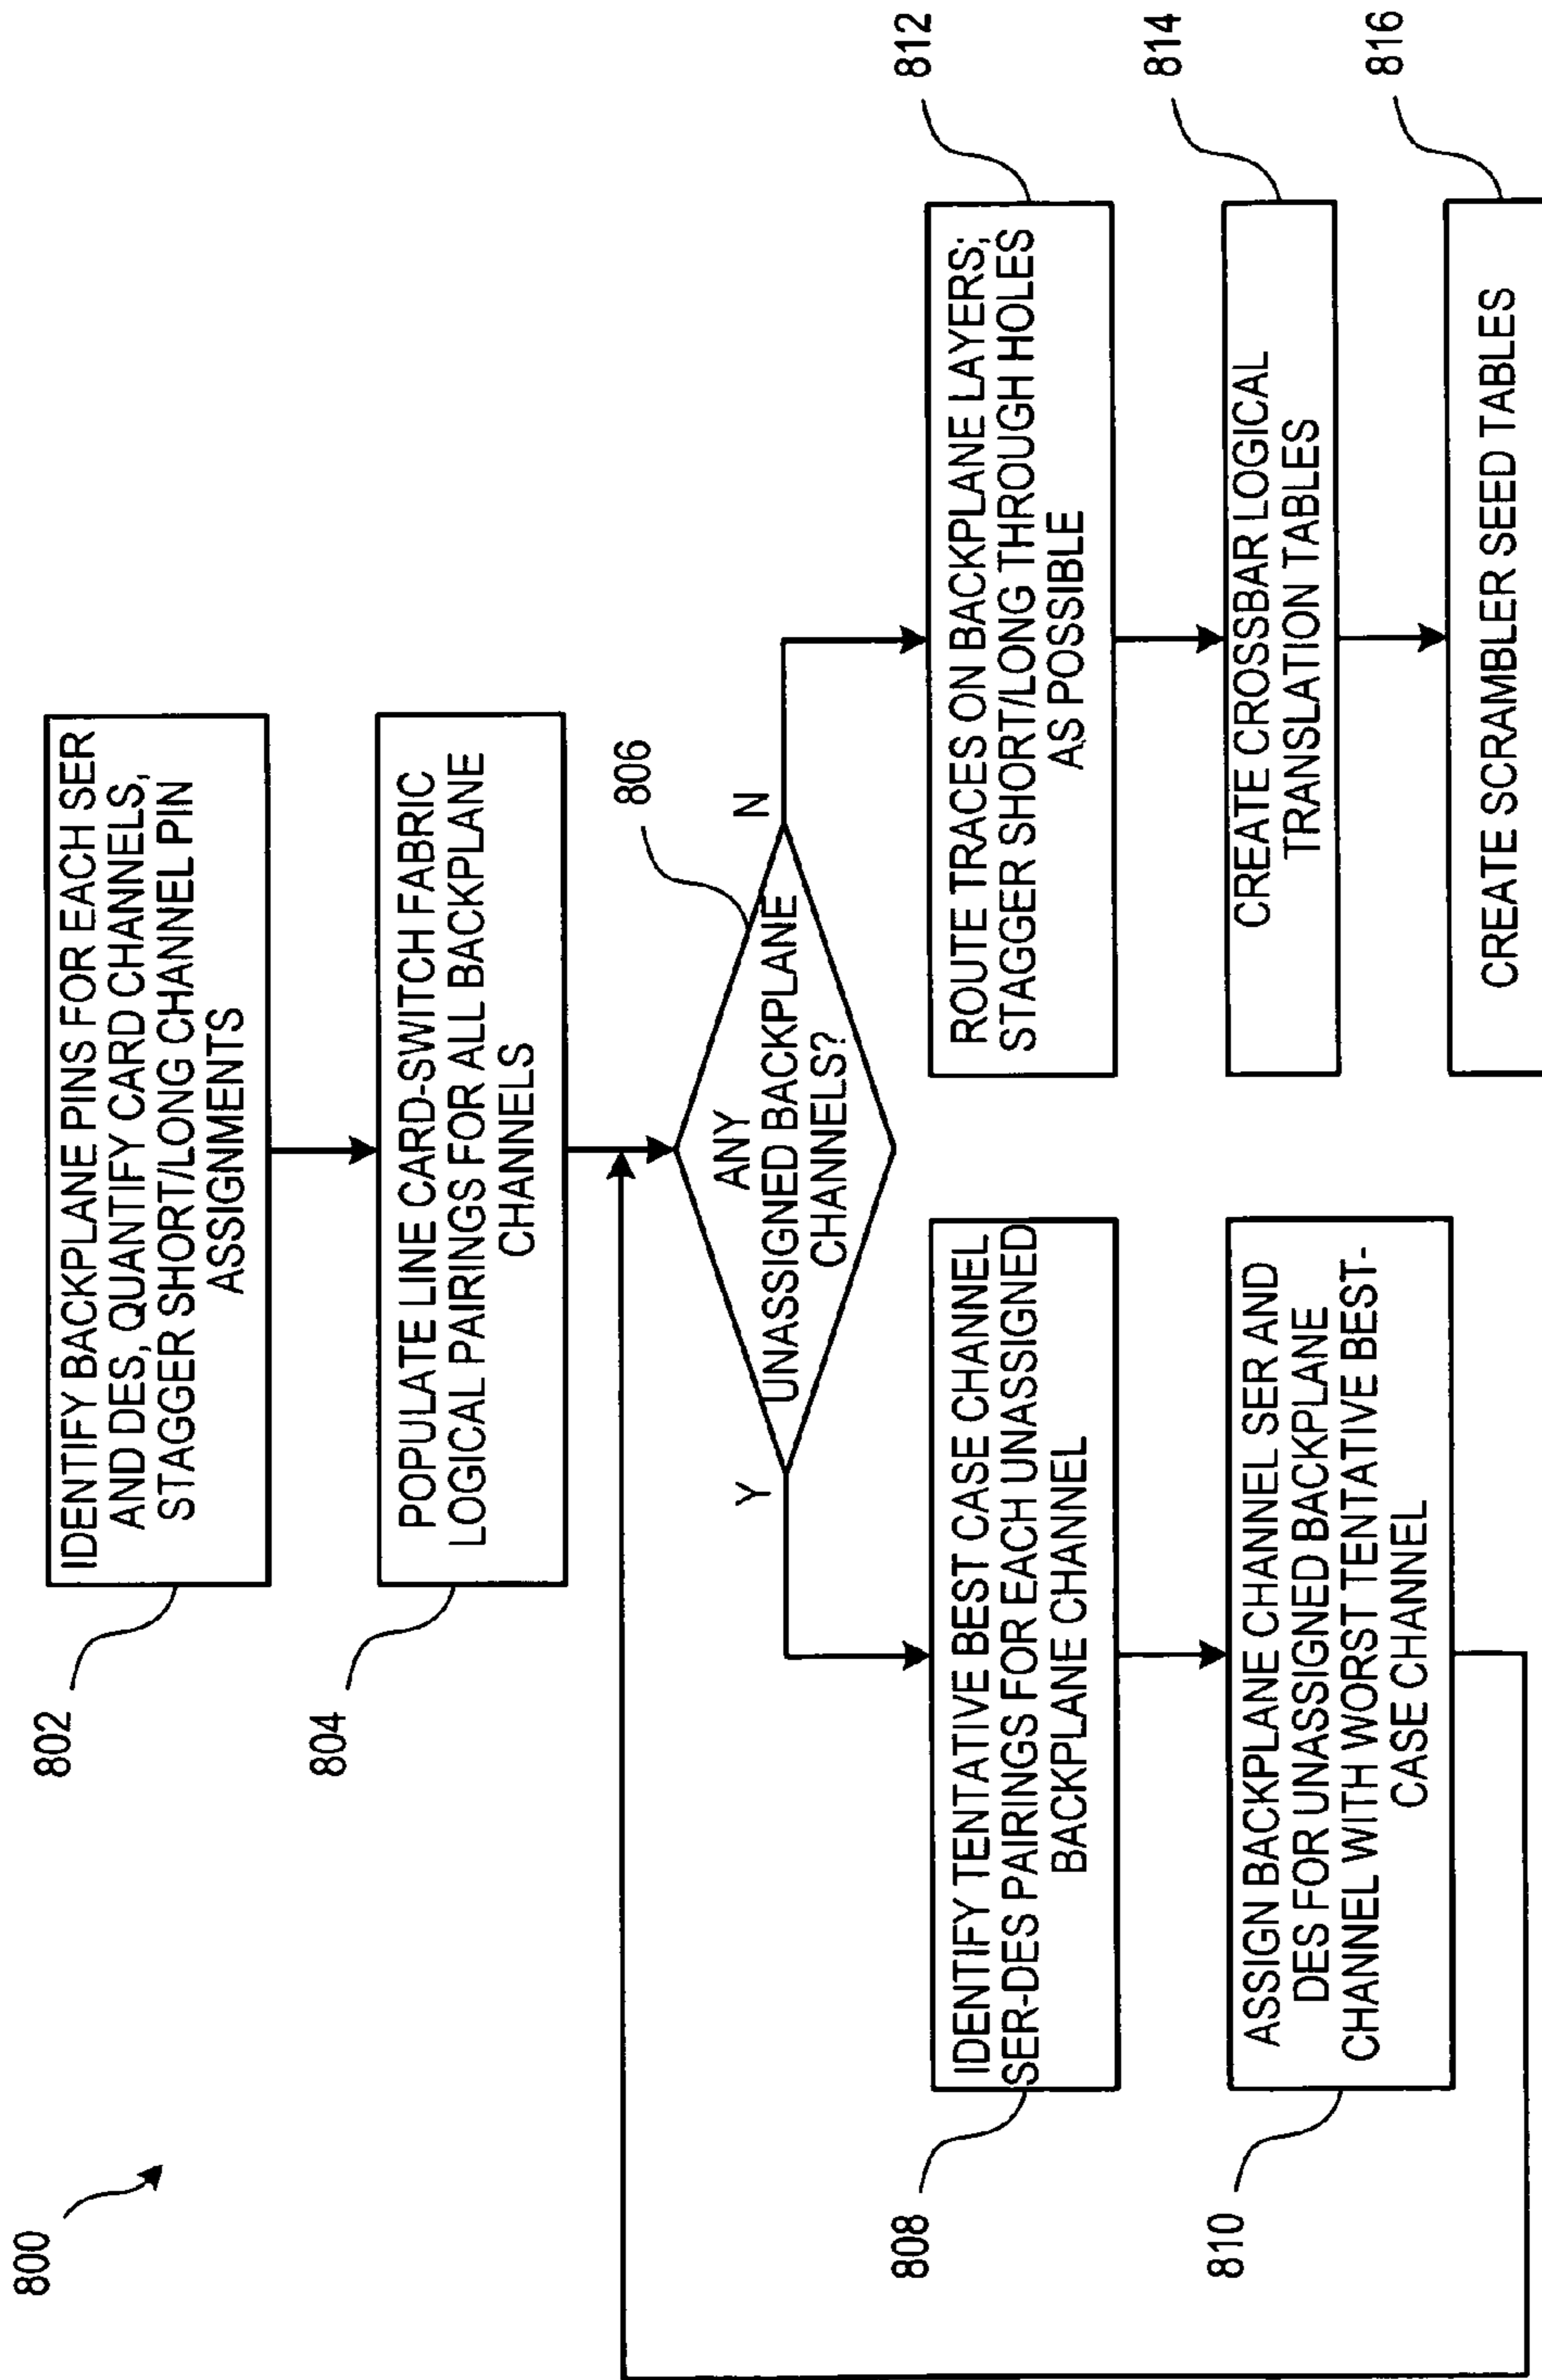 800
802
IDENTIFY BACKPLANE PINS FOR EACH SER
AND DES, QUANTIFY CARD CHANNELS,
STAGGER SHORT/LONG CHANNEL PIN
ASSIGNMENTS
804
POPULATE LINE CARD-SWITCH FABRIC
LOGICAL PAIRINGS FOR ALL BACKPLANE
CHANNELS
806
ANY
UNASSIGNED BACKPLANE
CHANNELS?
Y
N
808
IDENTIFY TENTATIVE BEST CASE CHANNEL
SER-DES PAIRINGS FOR EACH UNASSIGNED
BACKPLANE CHANNEL
810
ASSIGN BACKPLANE CHANNEL SER AND
DES FOR UNASSIGNED BACKPLANE
CHANNEL WITH WORST TENTATIVE BEST-
CASE CHANNEL
812
ROUTE TRACES ON BACKPLANE LAYERS;
STAGGER SHORT/LONG THROUGH HOLES
AS POSSIBLE
814
CREATE CROSSBAR LOGICAL
TRANSLATION TABLES
816
CREATE SCRAMBLER SEED TABLES